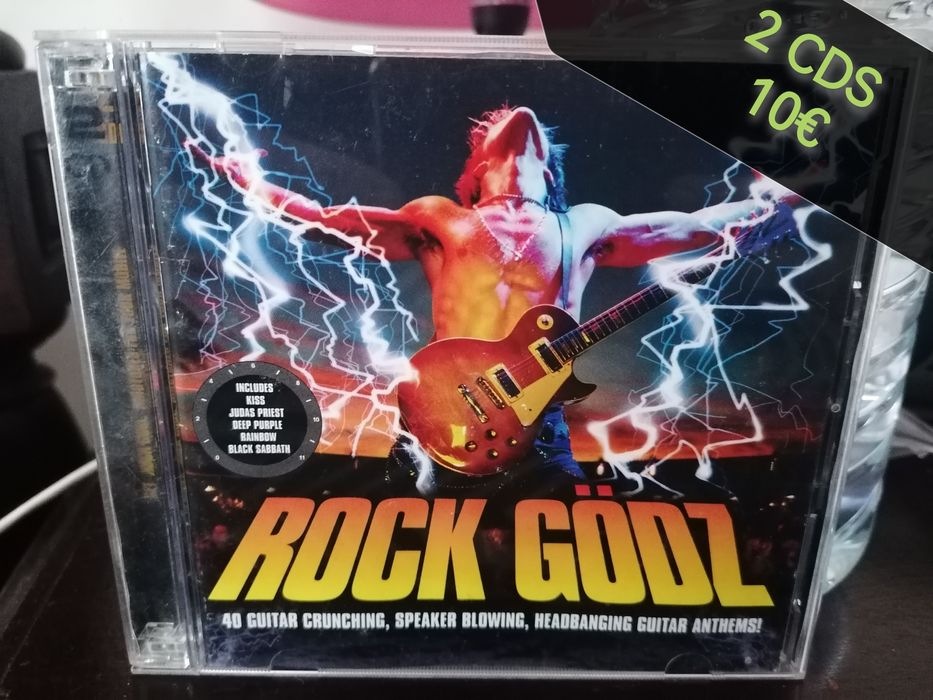 2 CDS
10€
INCLUDES
KISS
JUDAS PRIEST
DEEP PURPLE
RAINBOW
BLACK SABBATH
ROCK GÖDZ
40 GUITAR CRUNCHING, SPEAKER BLOWING, HEADBANGING GUITAR ANTHEMS!